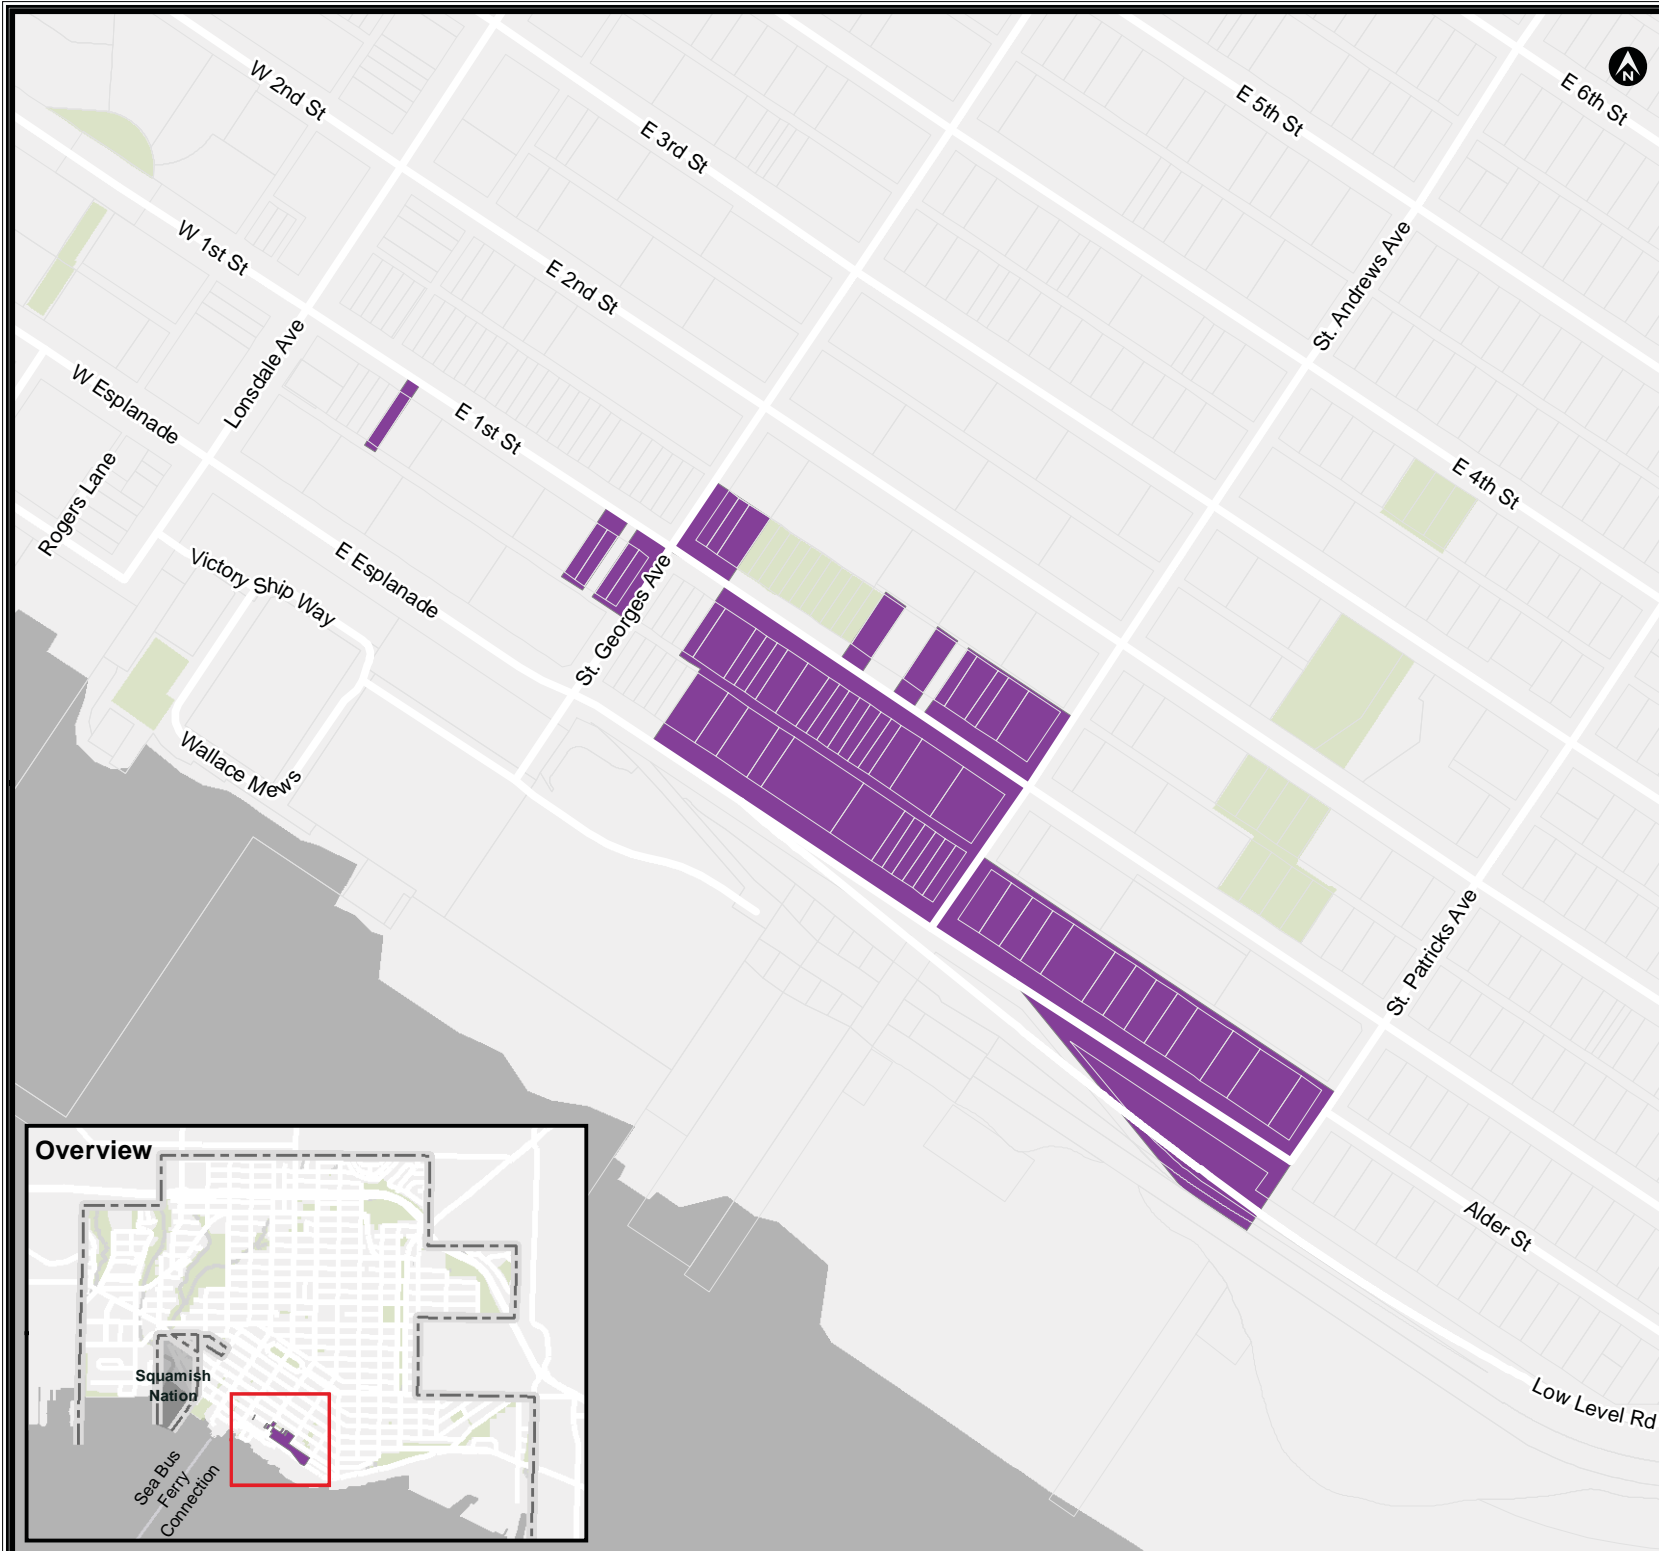 N
W 2nd St
E 3rd St
E 5th St
E 6th St
W 1st St
E 2nd St
St. Andrews Ave
Lonsdale Ave
W Esplanade
E 1st St
E 4th St
Rogers Lane
Victory Ship Way
E Esplanade
St. Georges Ave
Wallace Mews
St. Patricks Ave
Alder St
Low Level Rd
Overview
Squamish
Nation
Sea Bus
Ferry
Connection